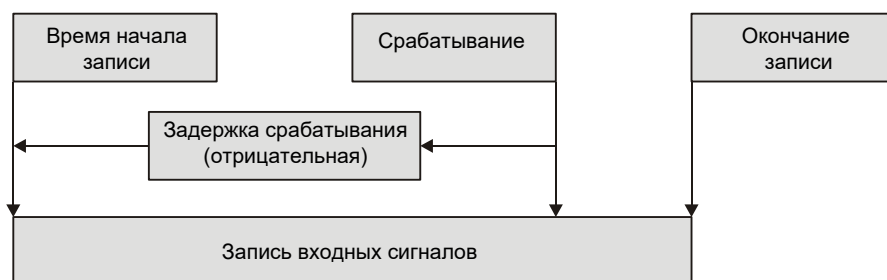 Время начала
записи
Срабатывание
Окончание
записи
Задержка срабатывания
(отрицательная)
Запись входных сигналов